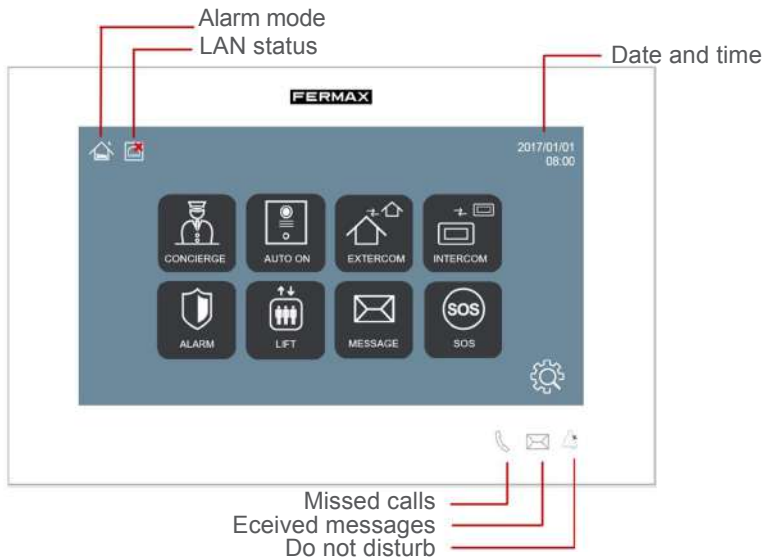 Alarm mode
LAN status
Date and time
FERMAX
2017/01/01
08:00
CONCIERGE
AUTO ON
EXTERCOM
INTERCOM
ALARM
LIFT
MESSAGE
SOS
SOS
Missed calls
Eceived messages
Do not disturb